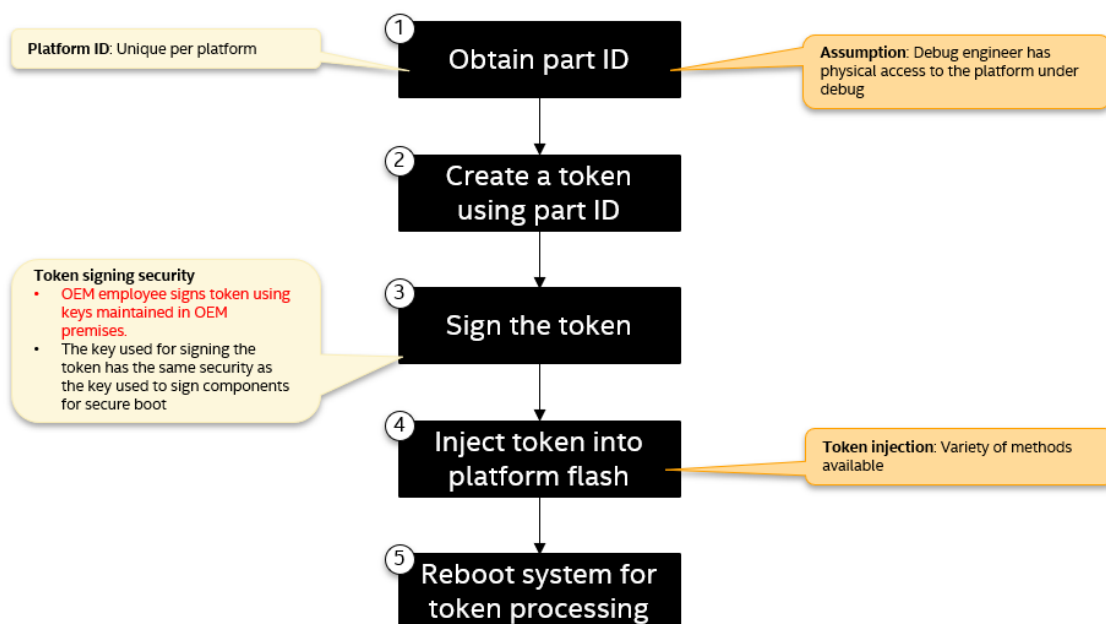 1
Obtain part ID
Platform ID: Unique per platform
Assumption: Debug engineer has
physical access to the platform under
debug
2
Create a token
using part ID
Token signing security
• OEM employee signs token using
keys maintained in OEM
premises.
• The key used for signing the
token has the same security as
the key used to sign components
for secure boot
3
Sign the token
4
Inject token into
platform flash
Token injection: Variety of methods
available
5
Reboot system for
token processing